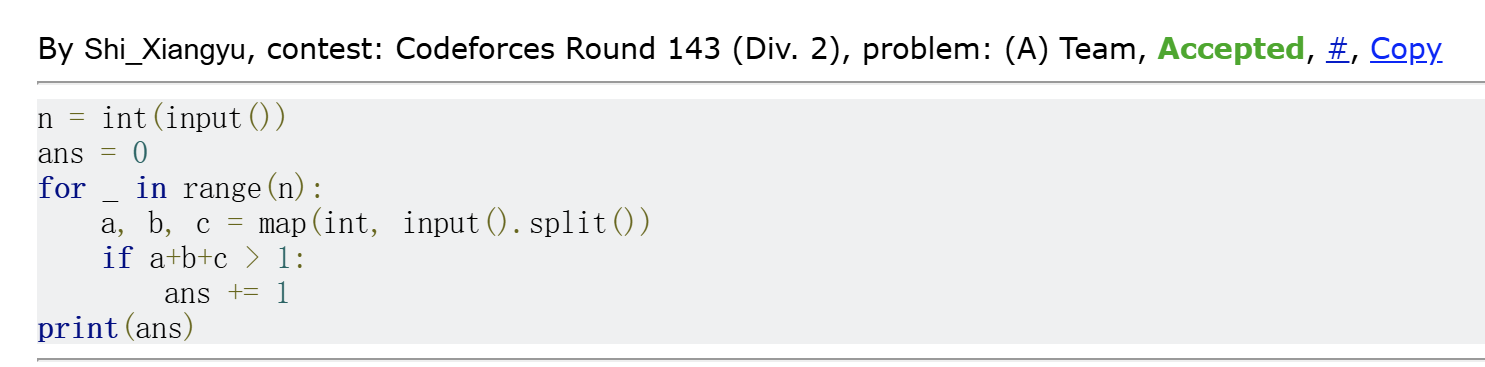 By Shi_Xiangyu, contest: Codeforces Round 143 (Div. 2), problem: (A) Team, Accepted, #, Copy
n = int(input())
ans = 0
for _ in range(n):
    a, b, c = map(int, input().split())
    if a+b+c > 1:
        ans += 1
print(ans)